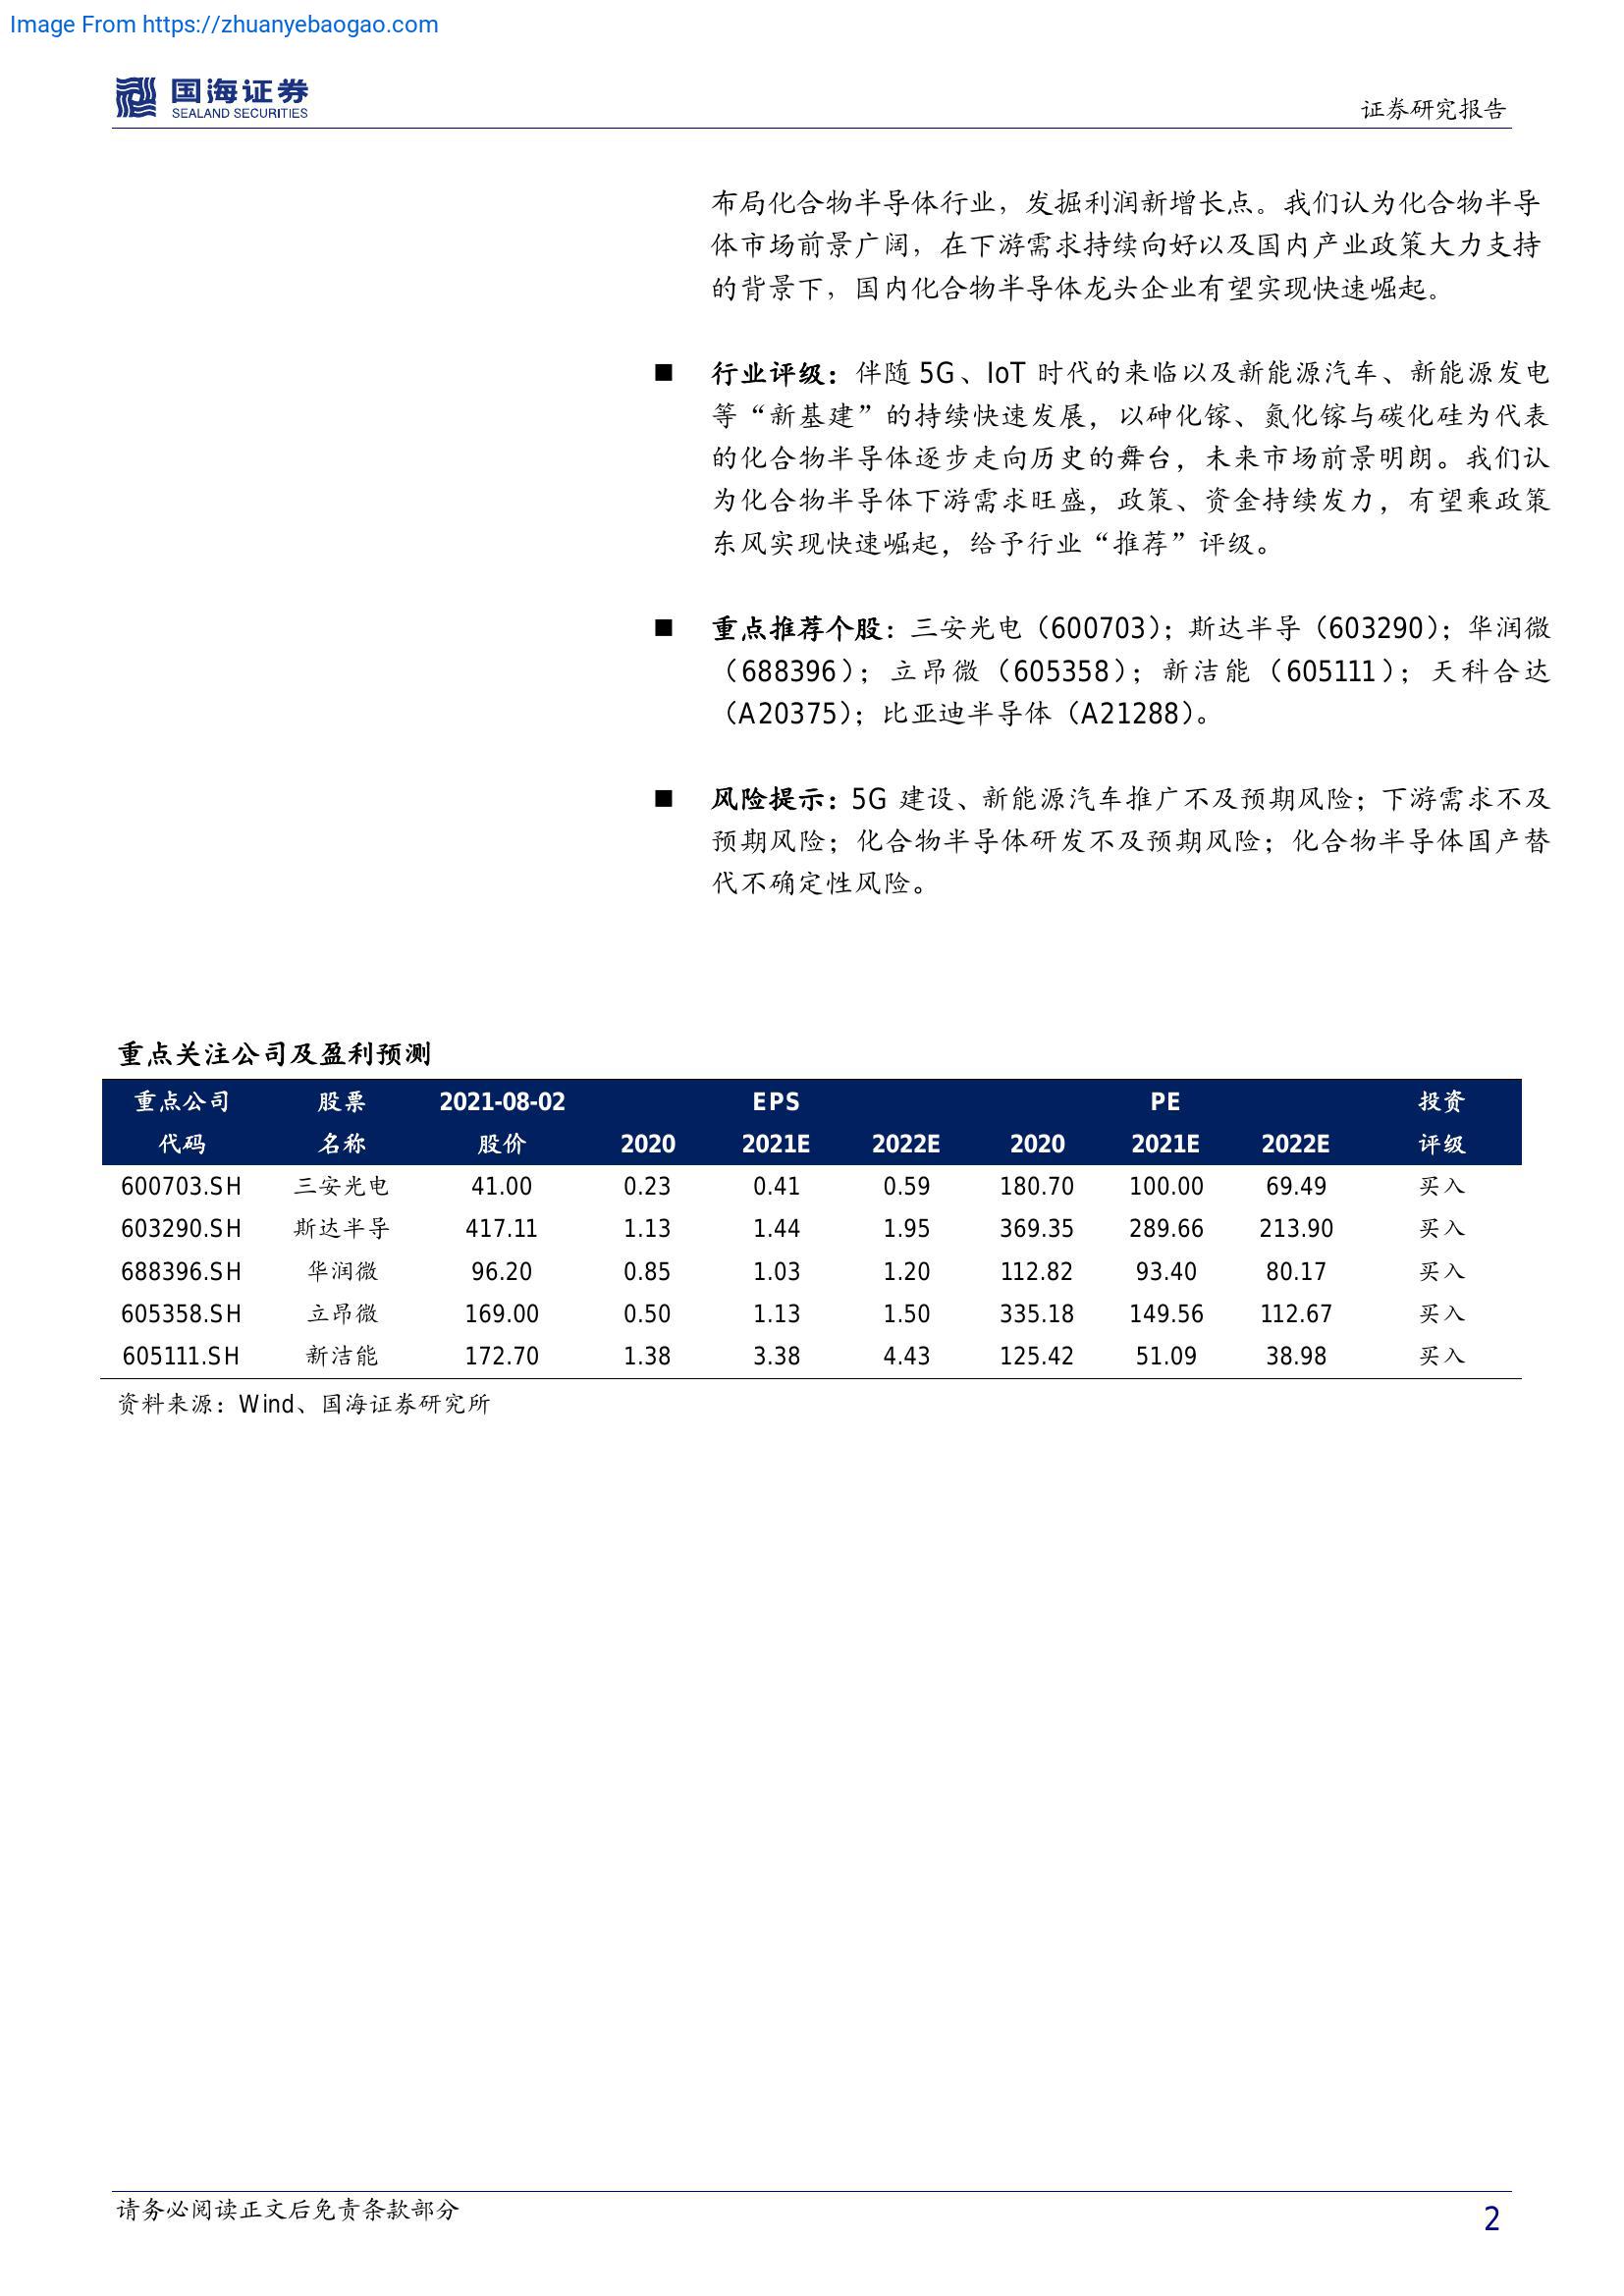 Image From https://zhuanyebaogao.com
国海证券
SEALAND SECURITIES
证券研究报告
布局化合物半导体行业，发掘利润新增长点。我们认为化合物半导
体市场前景广阔，在下游需求持续向好以及国内产业政策大力支持
的背景下，国内化合物半导体龙头企业有望实现快速崛起。
■ 行业评级：伴随 5G、IoT 时代的来临以及新能源汽车、新能源发电
等“新基建”的持续快速发展，以砷化镓、氮化镓与碳化硅为代表
的化合物半导体逐步走向历史的舞台，未来市场前景明朗。我们认
为化合物半导体下游需求旺盛，政策、资金持续发力，有望乘政策
东风实现快速崛起，给予行业“推荐”评级。
■ 重点推荐个股：三安光电（600703）；斯达半导（603290）；华润微
（688396）；立昂微（605358）；新洁能（605111）；天科合达
（A20375）；比亚迪半导体（A21288）。
■ 风险提示：5G 建设、新能源汽车推广不及预期风险；下游需求不及
预期风险；化合物半导体研发不及预期风险；化合物半导体国产替
代不确定性风险。
重点关注公司及盈利预测
重点公司 股票 2021-08-02 EPS PE 投资
代码 名称 股价 2020 2021E 2022E 2020 2021E 2022E 评级
600703.SH 三安光电 41.00 0.23 0.41 0.59 180.70 100.00 69.49 买入
603290.SH 斯达半导 417.11 1.13 1.44 1.95 369.35 289.66 213.90 买入
688396.SH 华润微 96.20 0.85 1.03 1.20 112.82 93.40 80.17 买入
605358.SH 立昂微 169.00 0.50 1.13 1.50 335.18 149.56 112.67 买入
605111.SH 新洁能 172.70 1.38 3.38 4.43 125.42 51.09 38.98 买入
资料来源：Wind、国海证券研究所
请务必阅读正文后免责条款部分
2